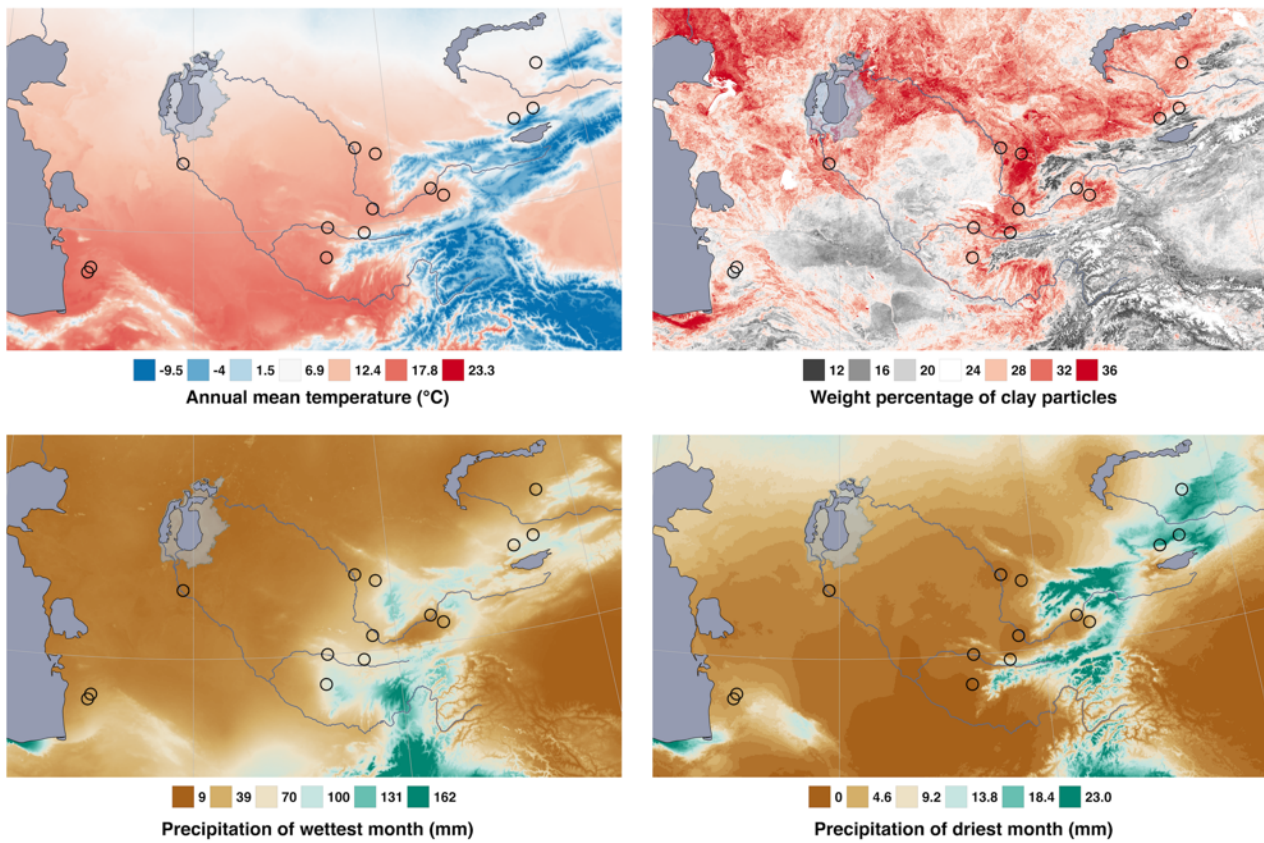 -9.5 -4 1.5 6.9 12.4 17.8 23.3
Annual mean temperature (°C)
12 16 20 24 28 32 36
Weight percentage of clay particles
9 39 70 100 131 162
Precipitation of wettest month (mm)
0 4.6 9.2 13.8 18.4 23.0
Precipitation of driest month (mm)